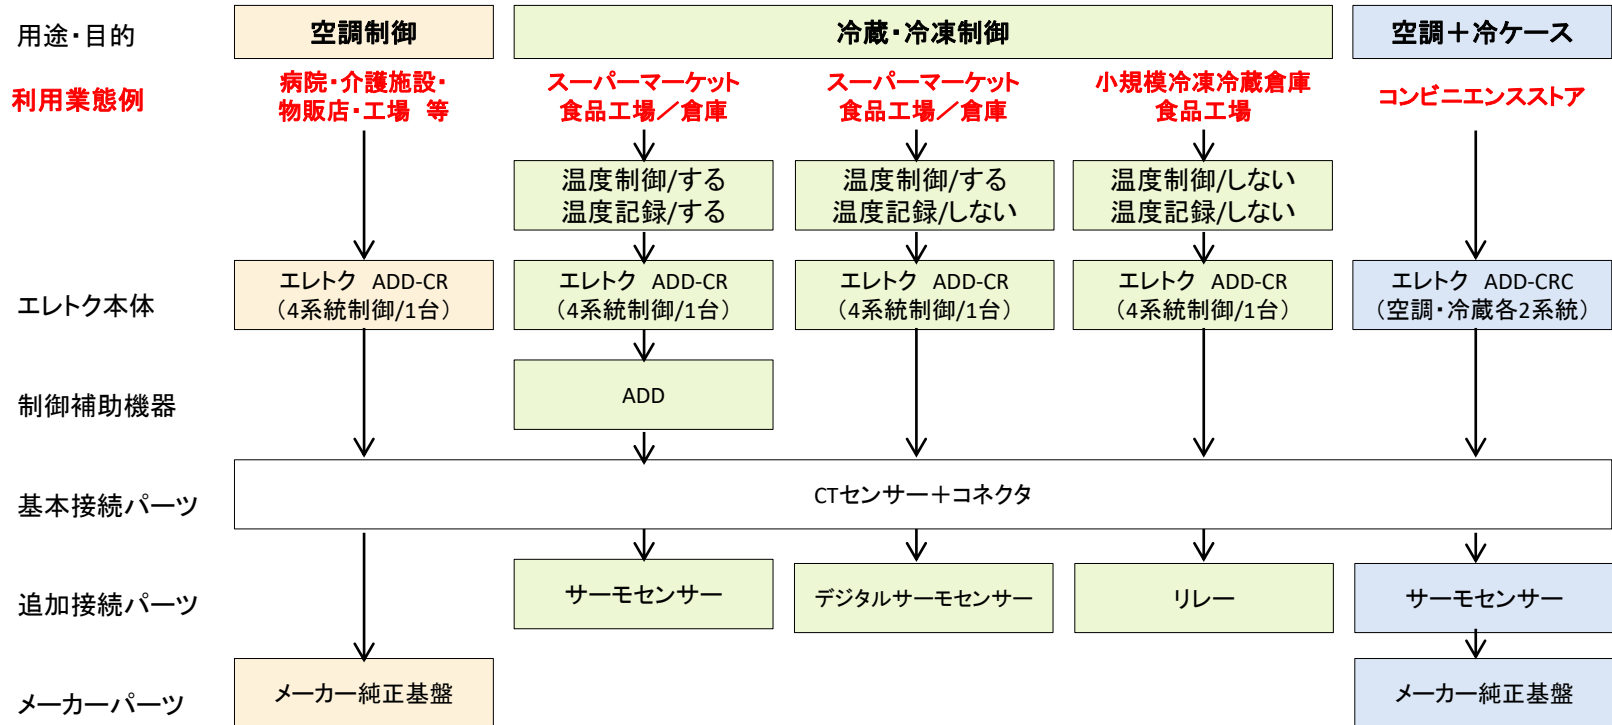 用途・目的
空調制御
冷蔵・冷凍制御
空調＋冷ケース
利用業態例
病院・介護施設・
物販店・工場 等
スーパーマーケット
食品工場／倉庫
スーパーマーケット
食品工場／倉庫
小規模冷凍冷蔵倉庫
食品工場
コンビニエンスストア
温度制御/する
温度記録/する
温度制御/する
温度記録/しない
温度制御/しない
温度記録/しない
エレトク本体
エレトク ADD-CR
（4系統制御/1台）
エレトク ADD-CR
（4系統制御/1台）
エレトク ADD-CR
（4系統制御/1台）
エレトク ADD-CR
（4系統制御/1台）
エレトク ADD-CRC
（空調・冷蔵各2系統）
制御補助機器
ADD
基本接続パーツ
CTセンサー＋コネクタ
追加接続パーツ
サーモセンサー
デジタルサーモセンサー
リレー
サーモセンサー
メーカーパーツ
メーカー純正基盤
メーカー純正基盤